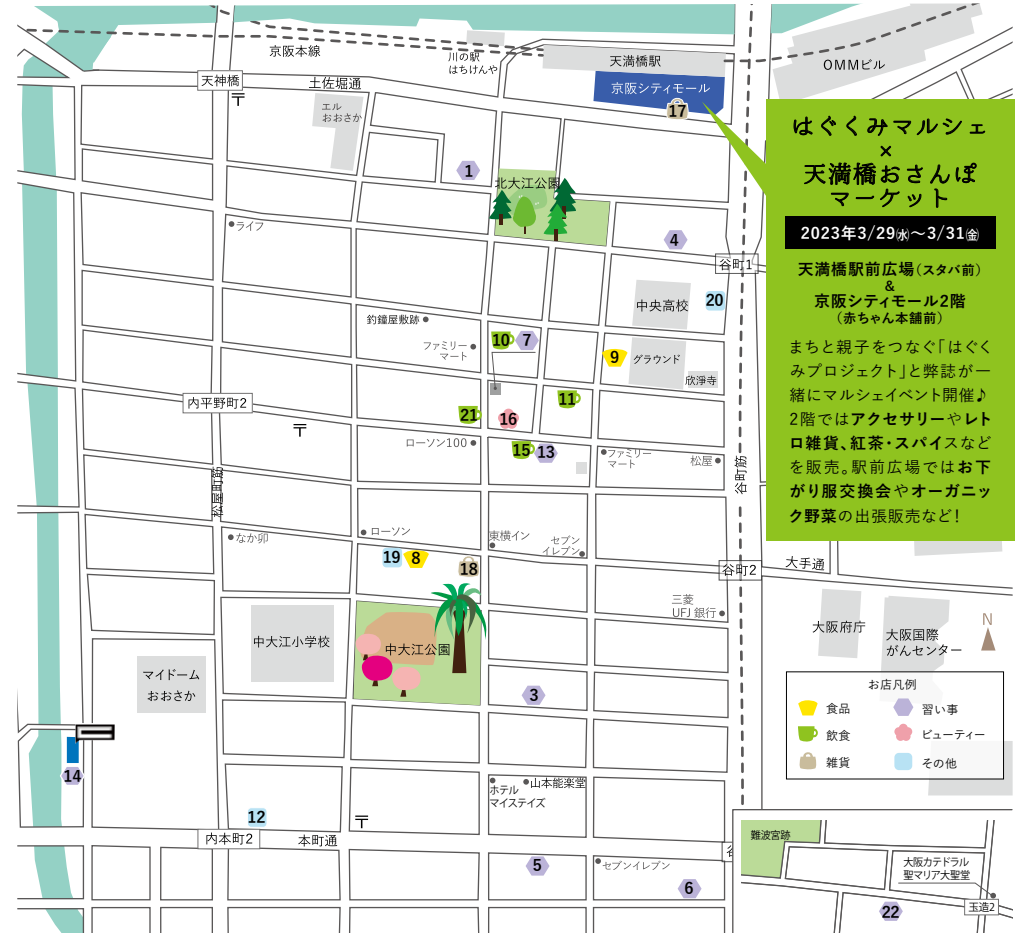 京阪本線
川の駅
はちけんや
天満橋駅
OMMビル
天神橋
土佐堀通
京阪シティモール
〒
エル
おおさか
17
はぐくみマルシェ
×
天満橋おさんぽ
マーケット
2023年3/29㈬〜3/31㈮
天満橋駅前広場（スタバ前）
&
京阪シティモール2階
（赤ちゃん本舗前）
まちと親子をつなぐ「はぐく
みプロジェクト」と弊誌が一
緒にマルシェイベント開催♪
2階ではアクセサリーやレト
ロ雑貨、紅茶・スパイスなど
を販売。駅前広場ではお下
がり服交換会やオーガニッ
ク野菜の出張販売など！
1
北大江公園
ライフ
4
谷町1
20
中央高校
釣鐘屋敷跡
ファミリー
マート
10
7
9
グラウンド
欣淨寺
内平野町2
〒
11
21
16
ローソン100
15
13
ファミリー
マート
松屋
松屋町筋
谷町筋
なか卯
ローソン
東横イン
セブン
イレブン
19
8
18
谷町2
大手通
三菱
UFJ 銀行
大阪府庁
大阪国際
がんセンター
N
中大江小学校
中大江公園
マイドーム
おおさか
3
お店凡例
食品
習い事
飲食
ビューティー
雑貨
その他
14
ホテル
マイステイズ
山本能楽堂
12
〒
内本町2
本町通
谷
5
セブンイレブン
6
難波宮跡
大阪カテドラル
聖マリア大聖堂
22
玉造2